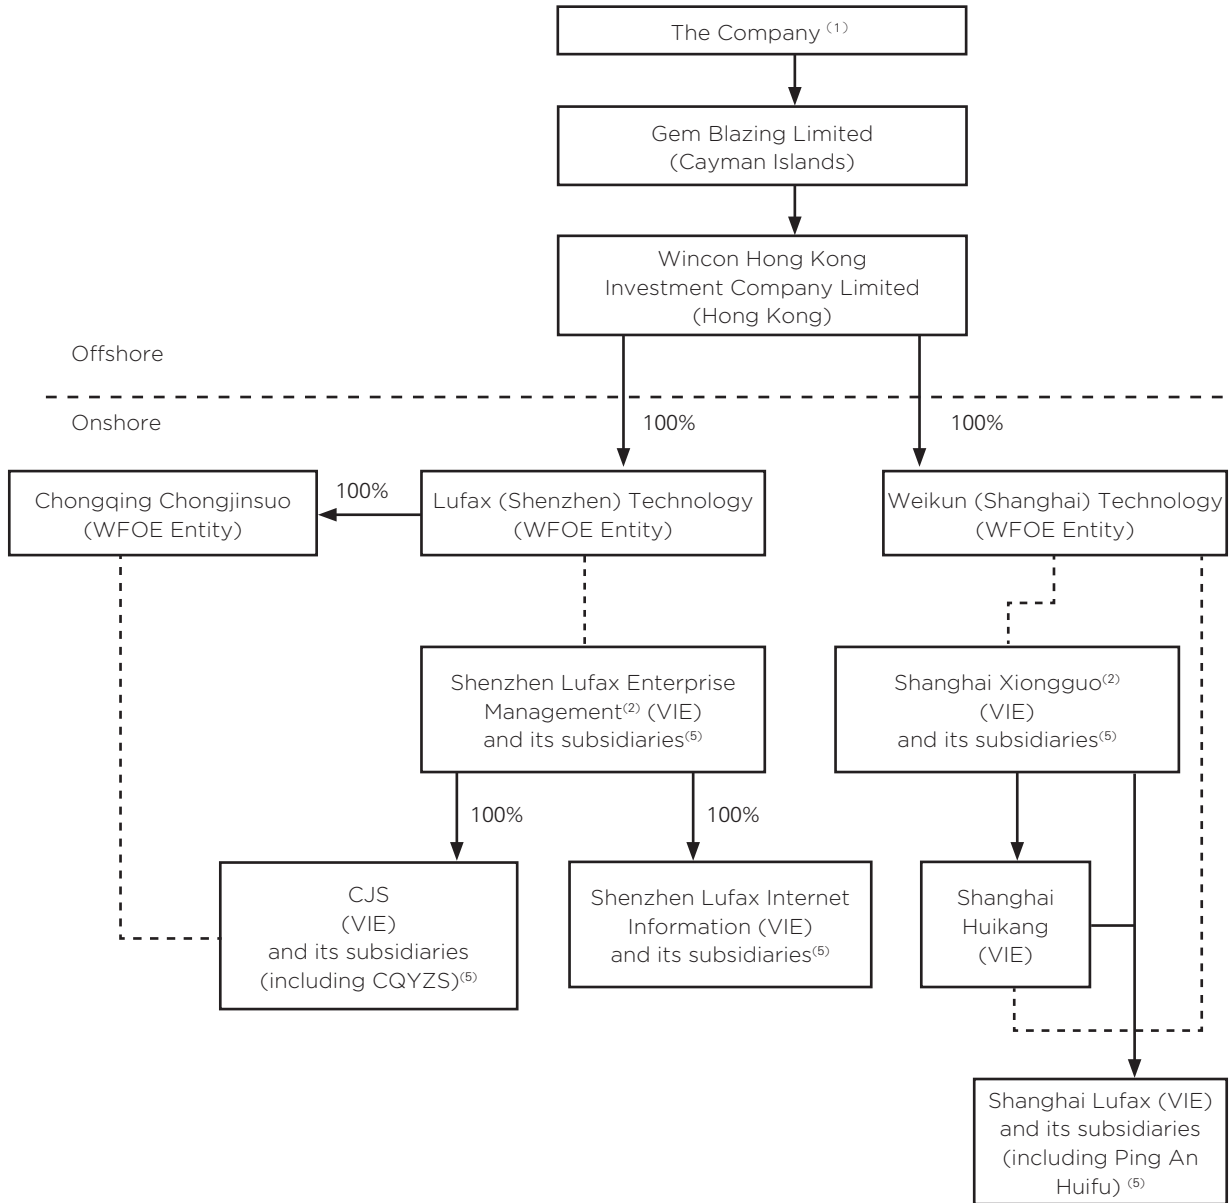 The Company (1)
Gem Blazing Limited
(Cayman Islands)
Wincon Hong Kong
Investment Company Limited
(Hong Kong)
Offshore
Onshore
100%
100%
Chongqing Chongjinsuo
(WFOE Entity)
100%
Lufax (Shenzhen) Technology
(WFOE Entity)
Weikun (Shanghai) Technology
(WFOE Entity)
Shenzhen Lufax Enterprise
Management(2) (VIE)
and its subsidiaries(5)
Shanghai Xiongguo(2)
(VIE)
and its subsidiaries(5)
100%
100%
CJS
(VIE)
and its subsidiaries
(including CQYZS)(5)
Shenzhen Lufax Internet
Information (VIE)
and its subsidiaries(5)
Shanghai
Huikang
(VIE)
Shanghai Lufax (VIE)
and its subsidiaries
(including Ping An
Huifu) (5)